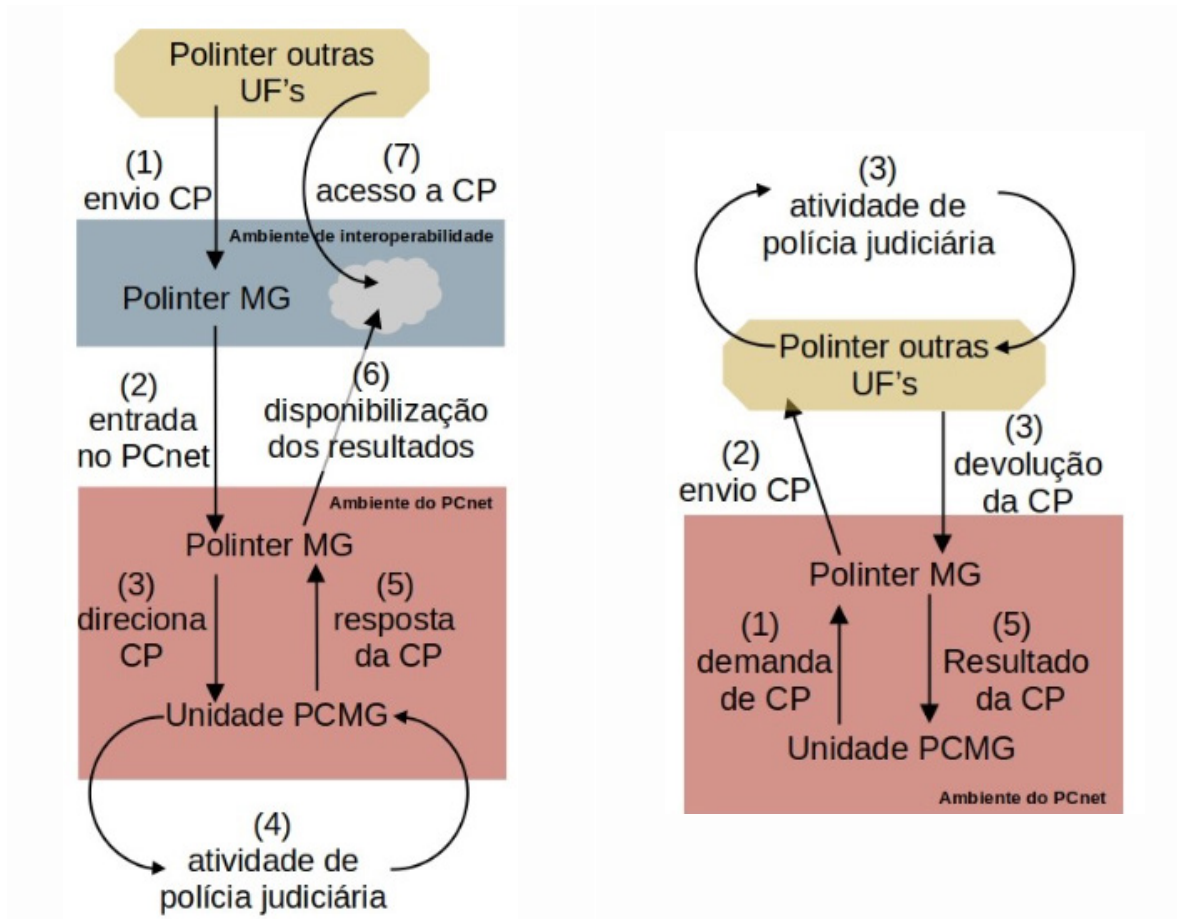 Polinter outras
UF's
(1)
envio CP
(7)
acesso a CP
Ambiente de interoperabilidade
Polinter MG
(2)
entrada
no PCnet
(6)
disponibilização
dos resultados
Ambiente do PCnet
Polinter MG
(3)
direciona
CP
(5)
resposta
da CP
Unidade PCMG
(4)
atividade de
polícia judiciária
(3)
atividade de
polícia judiciária
Polinter outras
UF's
(2)
envio CP
(3)
devolução
da CP
Polinter MG
(1)
demanda
de CP
(5)
Resultado
da CP
Unidade PCMG
Ambiente do PCnet